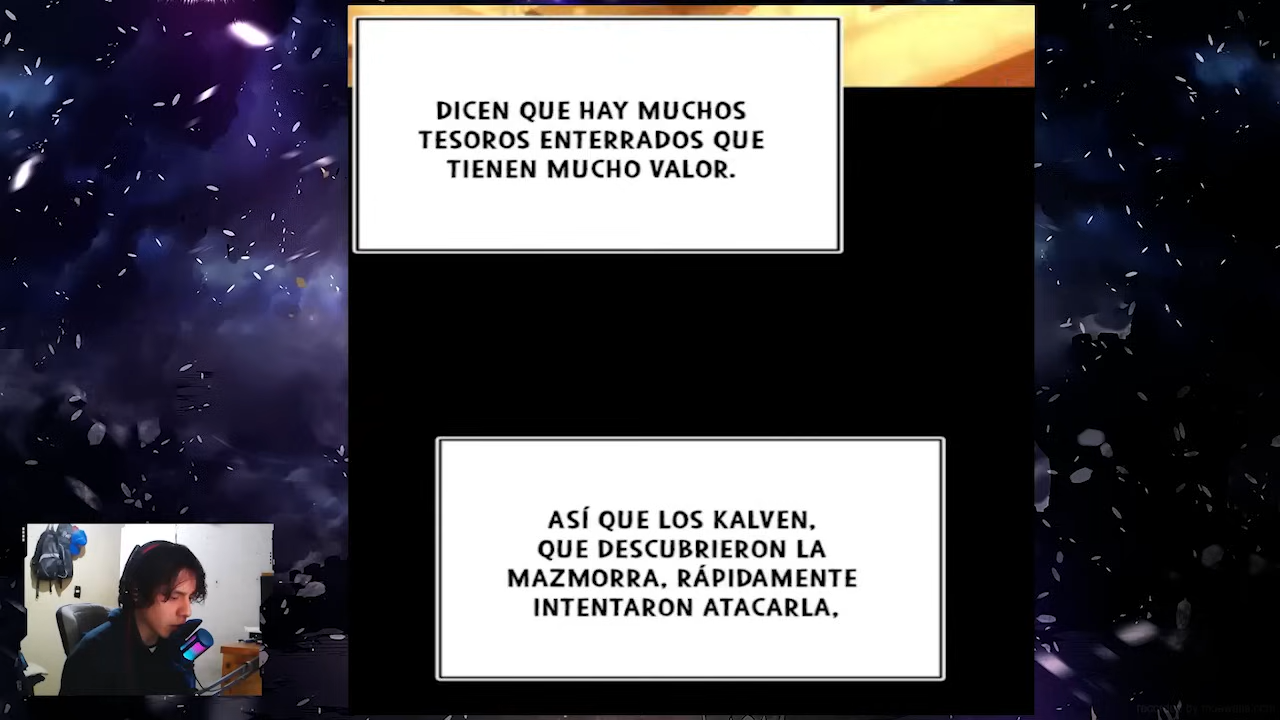 DICEN QUE HAY MUCHOS
TESOROS ENTERRADOS QUE
TIENEN MUCHO VALOR.
ASÍ QUE LOS KALVEN,
QUE DESCUBRIERON LA
MAZMORRA, RÁPIDAMENTE
INTENTARON ATACARLA,